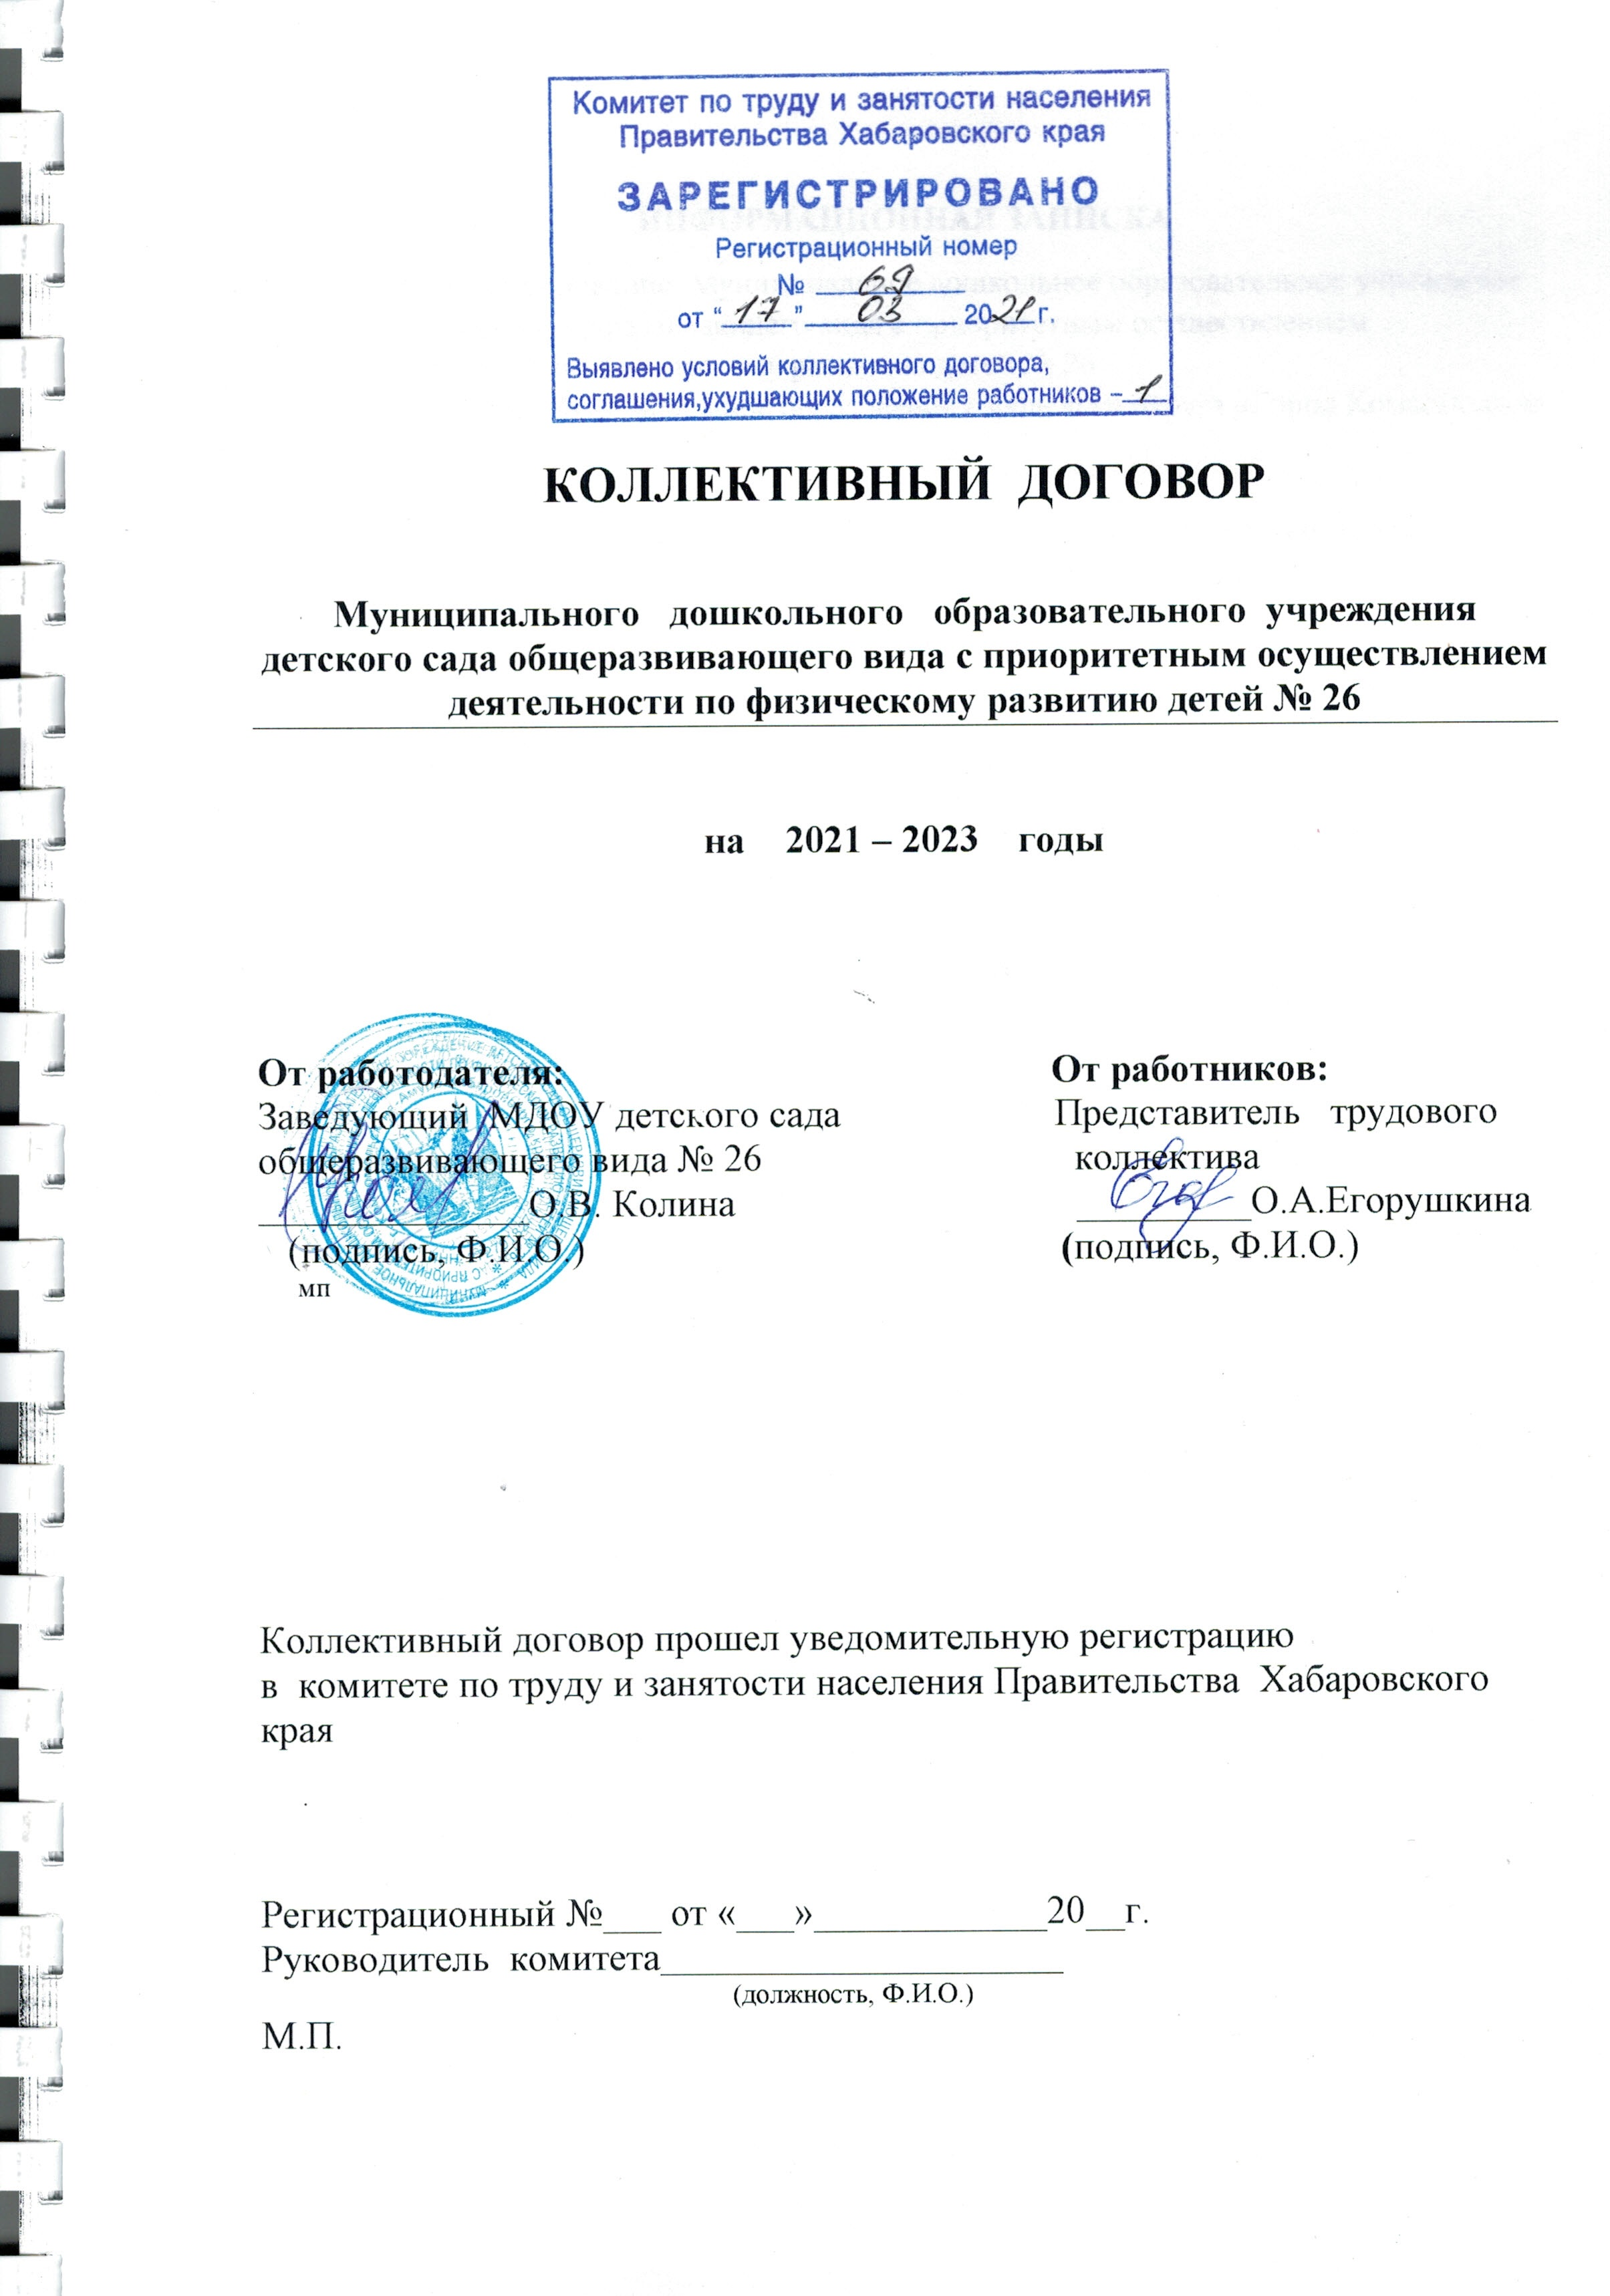 Комитет по труду и занятости населения
Правительства Хабаровского края
ЗАРЕГИСТРИРОВАНО
Регистрационный номер
№ 69
от “17” 03 2021г.
Выявлено условий коллективного договора,
соглашения,ухудшающих положение работников – 1
КОЛЛЕКТИВНЫЙ ДОГОВОР
Муниципального дошкольного образовательного учреждения
детского сада общеразвивающего вида с приоритетным осуществлением
деятельности по физическому развитию детей № 26
на 2021 – 2023 годы
От работодателя:
Заведующий МДОУ детского сада
общеразвивающего вида № 26
______________О.В. Колина
(подпись, Ф.И.О.)
мп
От работников:
Представитель трудового
коллектива
_________О.А.Егорушкина
(подпись, Ф.И.О.)
Коллективный договор прошел уведомительную регистрацию
в комитете по труду и занятости населения Правительства Хабаровского
края
Регистрационный №___ от «___»____________20__г.
Руководитель комитета_____________________
(должность, Ф.И.О.)
М.П.